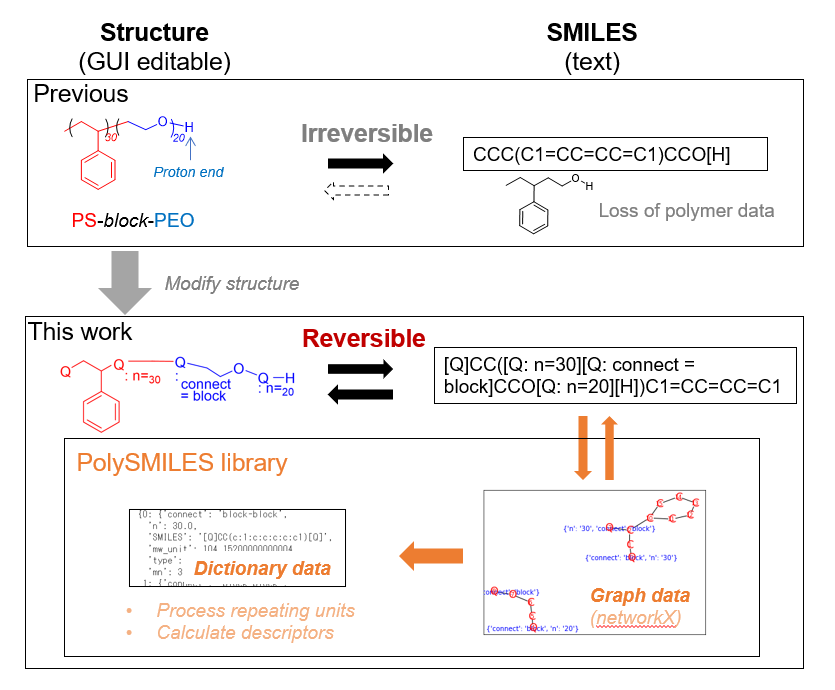 Structure
(GUI editable)
SMILES
(text)
Previous
30
O
H
20
Proton end
PS-block-PEO
Irreversible
CCC(C1=CC=CC=C1)CCO[H]
O
H
Loss of polymer data
Modify structure
This work
Q
Q
: n=30
Q
:
connect
= block
O
Q
H
: n=20
Reversible
[Q]CC([Q: n=30][Q: connect =
block]CCO[Q: n=20][H])C1=CC=CC=C1
PolySMILES library
{0: {'connect': 'block-block',
'n': 30.0,
'SMILES': '[Q]CC(c:1:c:c:c:c:c1)[Q]',
'mw_unit': 104.15200000000004
'type':
'mn': 3
Dictionary data
Process repeating units
Calculate descriptors
{'n': '30', 'connect': 'block'}
{'connect': 'block', 'n': '30'}
connect': 'block'}
{'connect': 'block', 'n': '20'}
Graph data
(networkX)